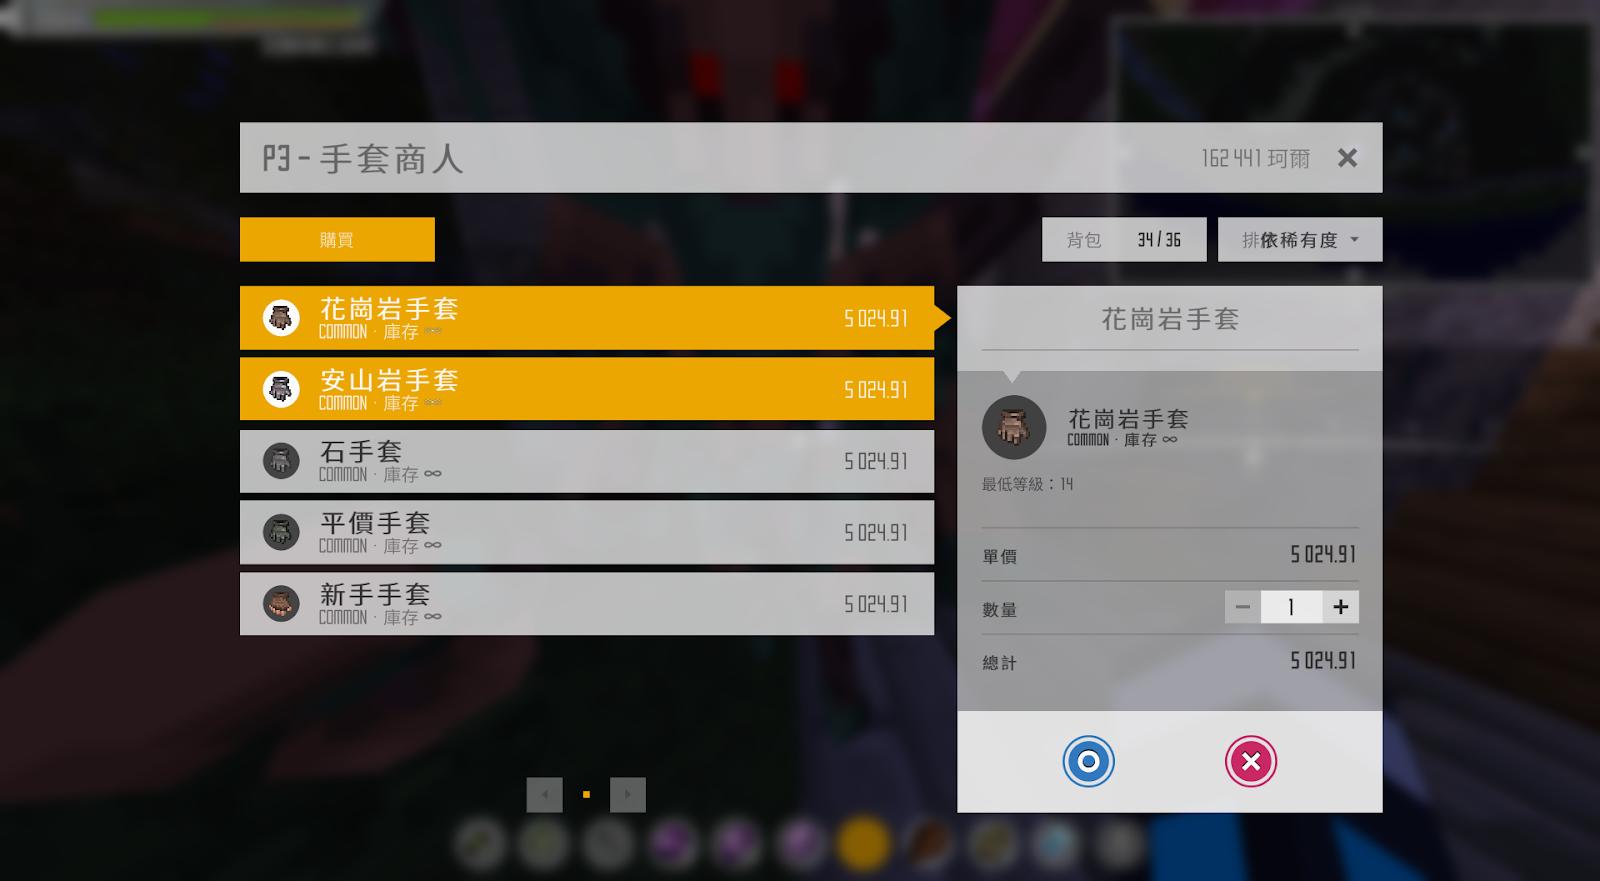 P3 - 手套商人
162 441 珂爾
購買
背包 34 / 36
依稀有度
花崗岩手套
COMMON · 庫存 ∞
5 024.91
安山岩手套
COMMON · 庫存 ∞
5 024.91
石手套
COMMON · 庫存 ∞
5 024.91
平價手套
COMMON · 庫存 ∞
5 024.91
新手手套
COMMON · 庫存 ∞
5 024.91
花崗岩手套
花崗岩手套
COMMON · 庫存 ∞
最低等級：14
單價 5 024.91
數量 − 1 +
總計 5 024.91